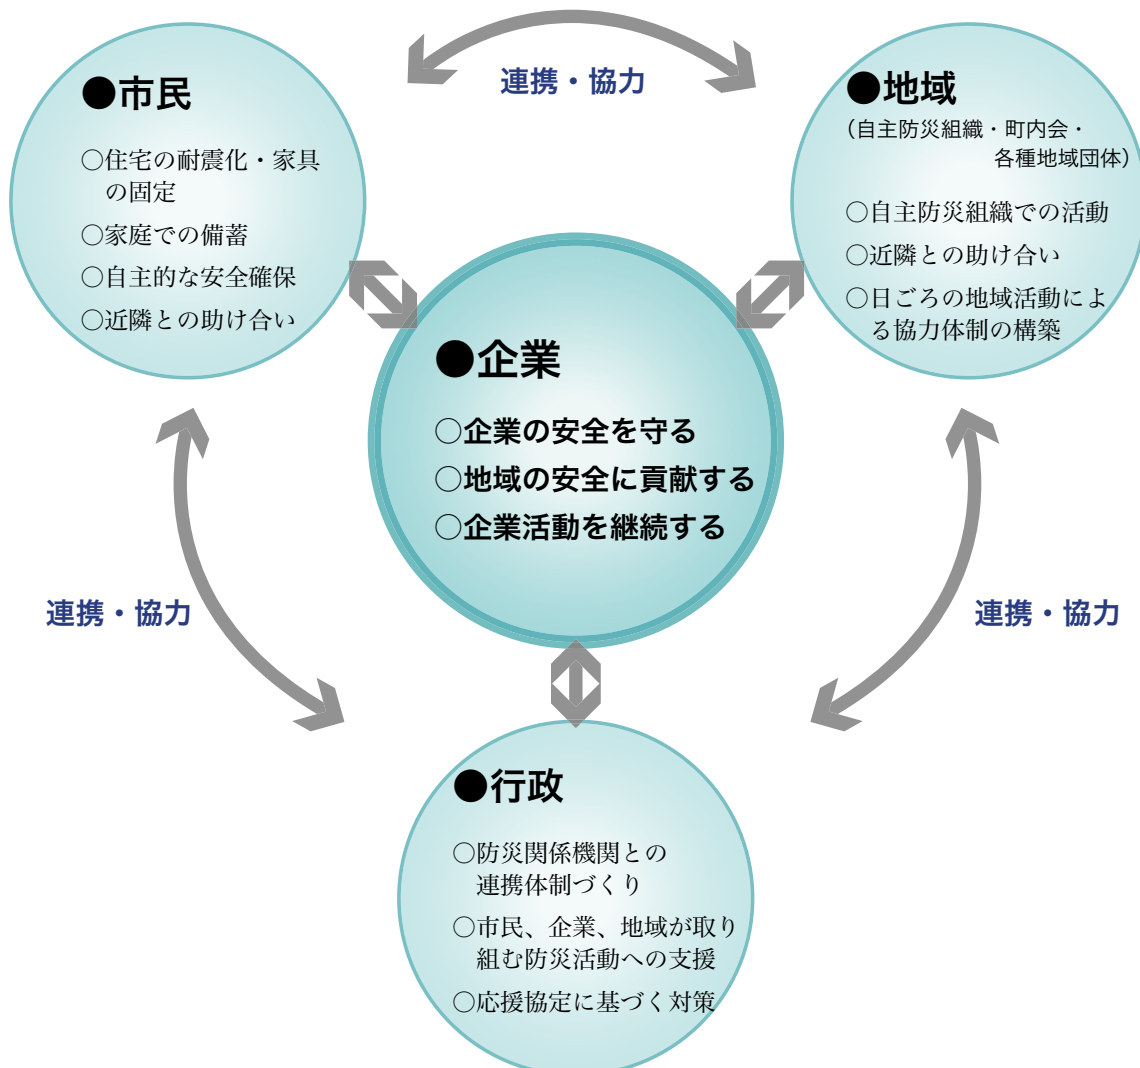 連携・協力
●市民
○住宅の耐震化・家具
の固定
○家庭での備蓄
○自主的な安全確保
○近隣との助け合い
●地域
（自主防災組織・町内会・
各種地域団体）
○自主防災組織での活動
○近隣との助け合い
○日ごろの地域活動によ
る協力体制の構築
●企業
○企業の安全を守る
○地域の安全に貢献する
○企業活動を継続する
連携・協力
連携・協力
●行政
○防災関係機関との
連携体制づくり
○市民、企業、地域が取り
組む防災活動への支援
○応援協定に基づく対策